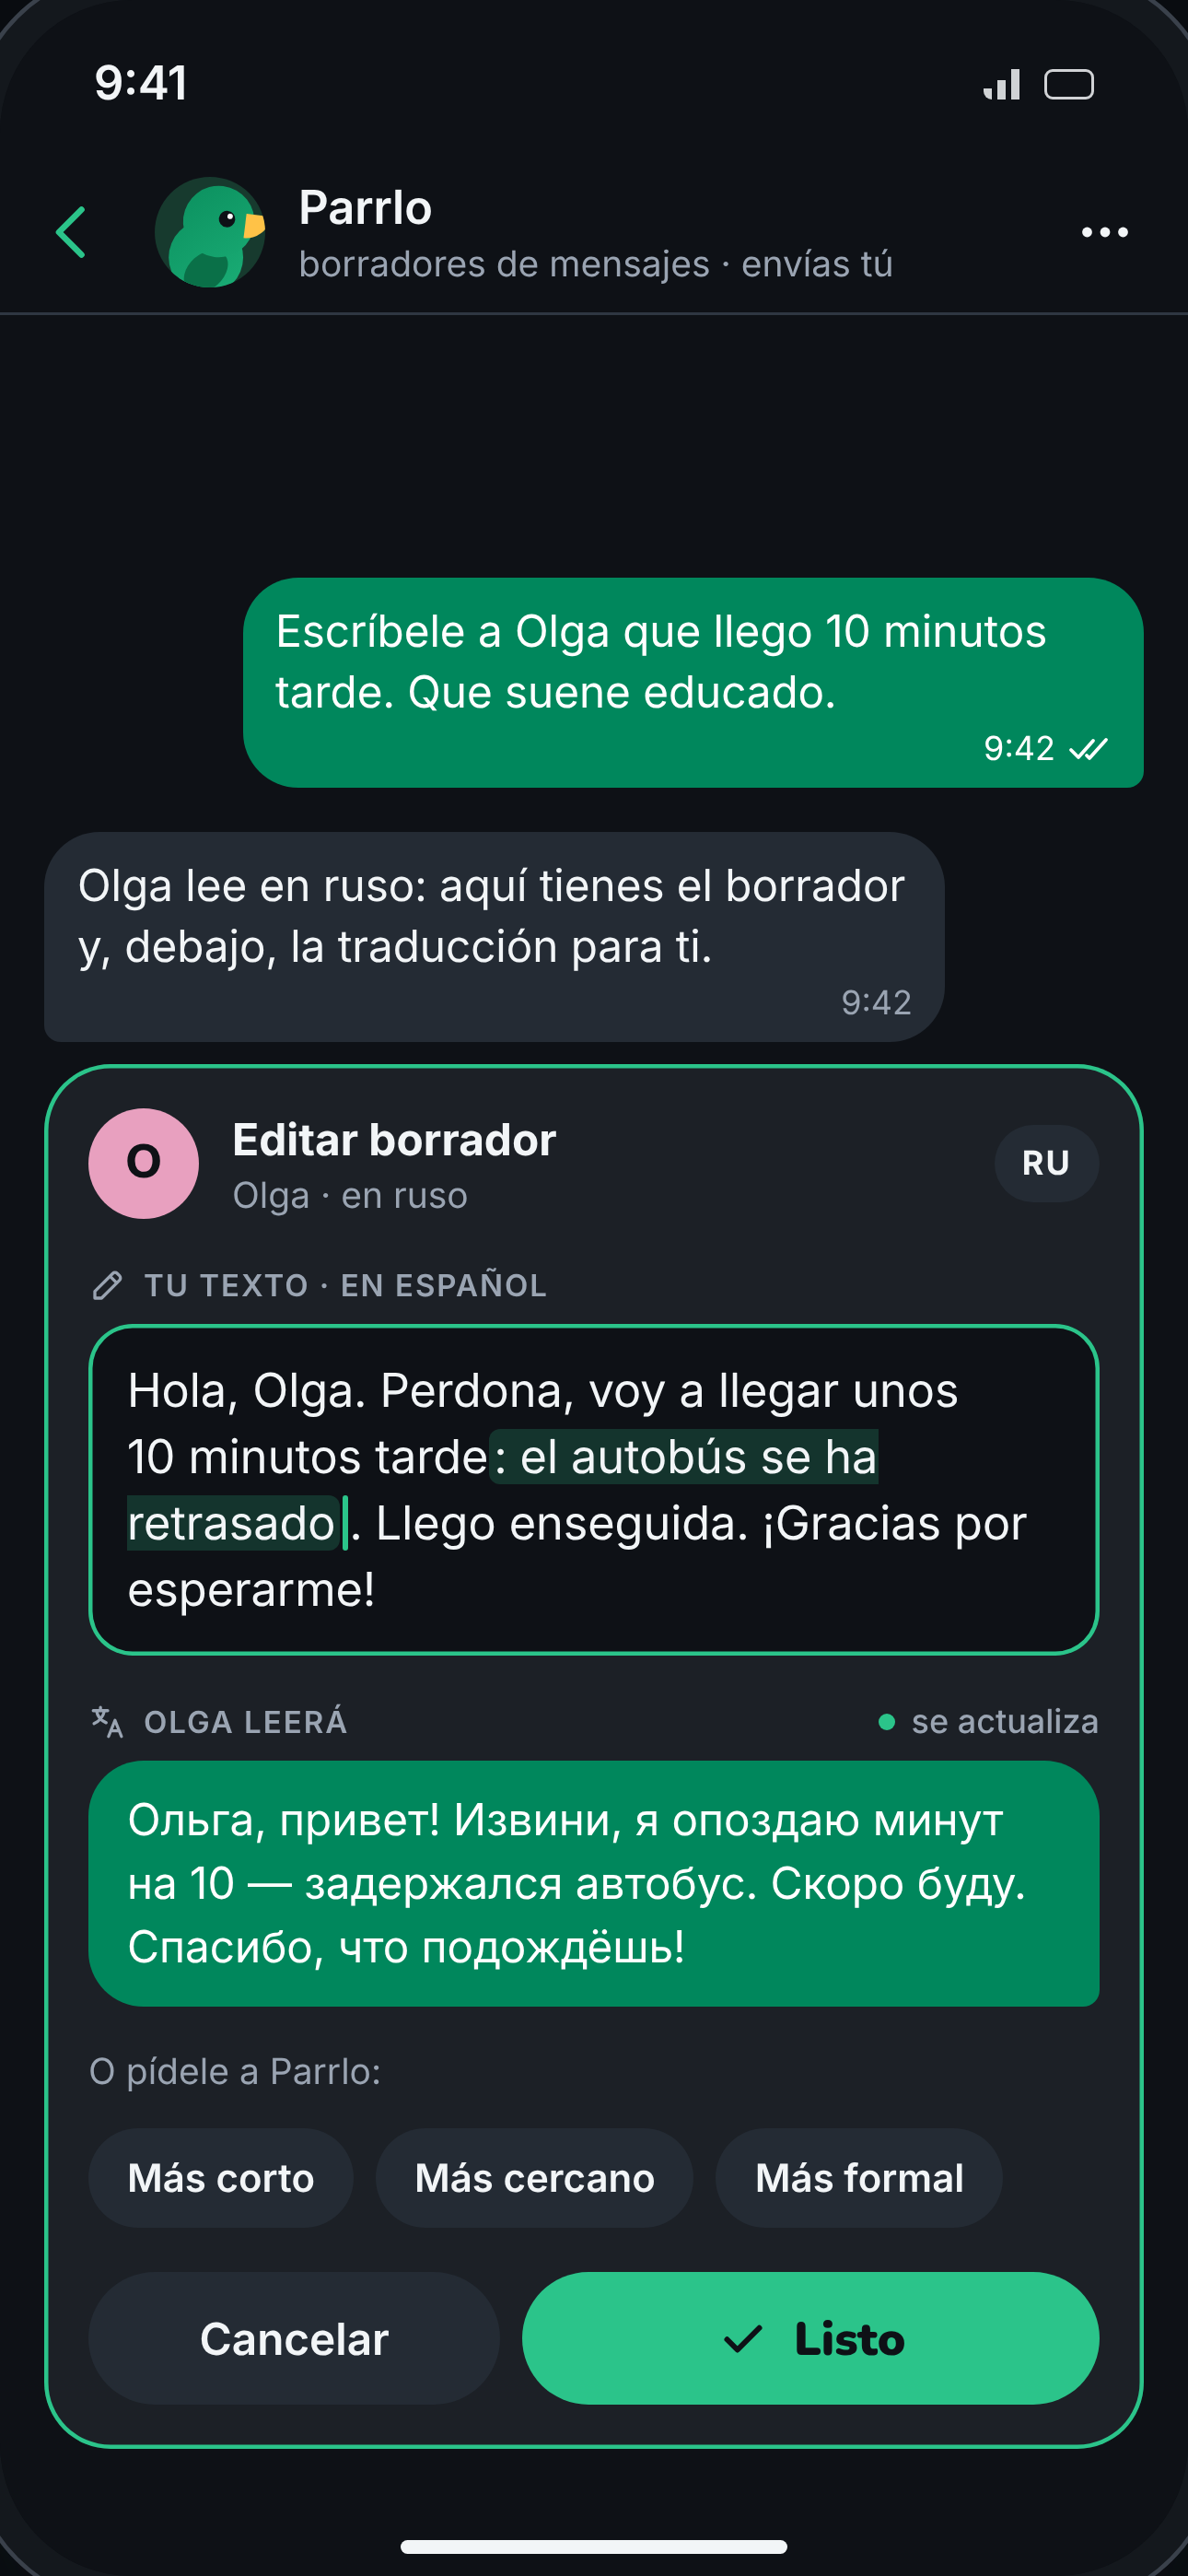 9:41
Parrlo
borradores de mensajes · envías tú
Escríbele a Olga que llego 10 minutos
tarde. Que suene educado.
9:42
Olga lee en ruso: aquí tienes el borrador
y, debajo, la traducción para ti.
9:42
O
Editar borrador
Olga · en ruso
RU
TU TEXTO · EN ESPAÑOL
Hola, Olga. Perdona, voy a llegar unos
10 minutos tarde: el autobús se ha
retrasado. Llego enseguida. ¡Gracias por
esperarme!
OLGA LEERÁ
se actualiza
Ольга, привет! Извини, я опоздаю минут
на 10 — задержался автобус. Скоро буду.
Спасибо, что подождёшь!
O pídele a Parrlo:
Más corto
Más cercano
Más formal
Cancelar
Listo